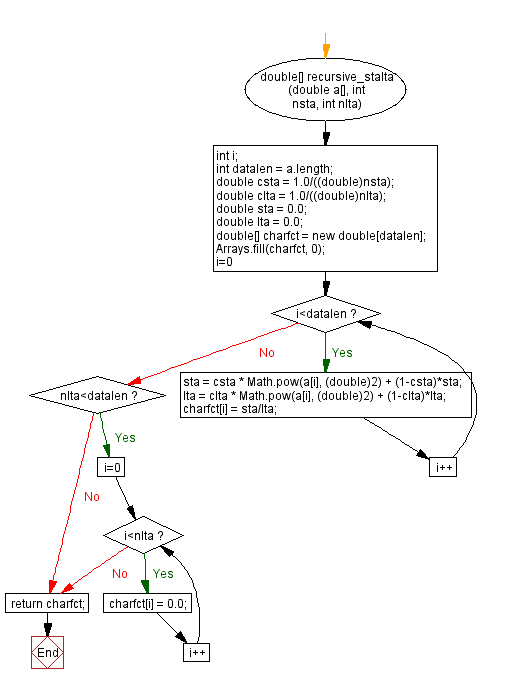 double[] recursive_stalta
(double a[], int
nsta, int nlta)
int i;
int datalen = a.length;
double csta = 1.0/((double)nsta);
double clta = 1.0/((double)nlta);
double sta = 0.0;
double lta = 0.0;
double[] charfct = new double[datalen];
Arrays.fill(charfct, 0);
i=0
i<datalen ?
No
Yes
sta = csta * Math.pow(a[i], (double)2) + (1-csta)*sta;
lta = clta * Math.pow(a[i], (double)2) + (1-clta)*lta;
charfct[i] = sta/lta;
nlta<datalen ?
Yes
i++
i=0
No
i<nlta ?
No
Yes
return charfct;
charfct[i] = 0.0;
i++
End